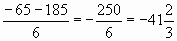 (−65−185)/6 = −250/6 = −41 2/3